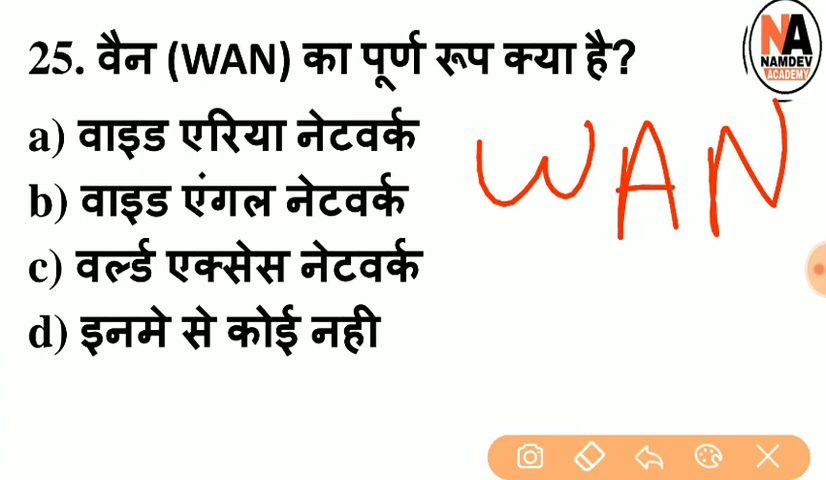 25. वैन (WAN) का पूर्ण रूप क्या है?
NA
NAMDEV
ACADEMY
a) वाइड एरिया नेटवर्क
WAN
b) वाइड एंगल नेटवर्क
c) वर्ल्ड एक्सेस नेटवर्क
d) इनमे से कोई नही